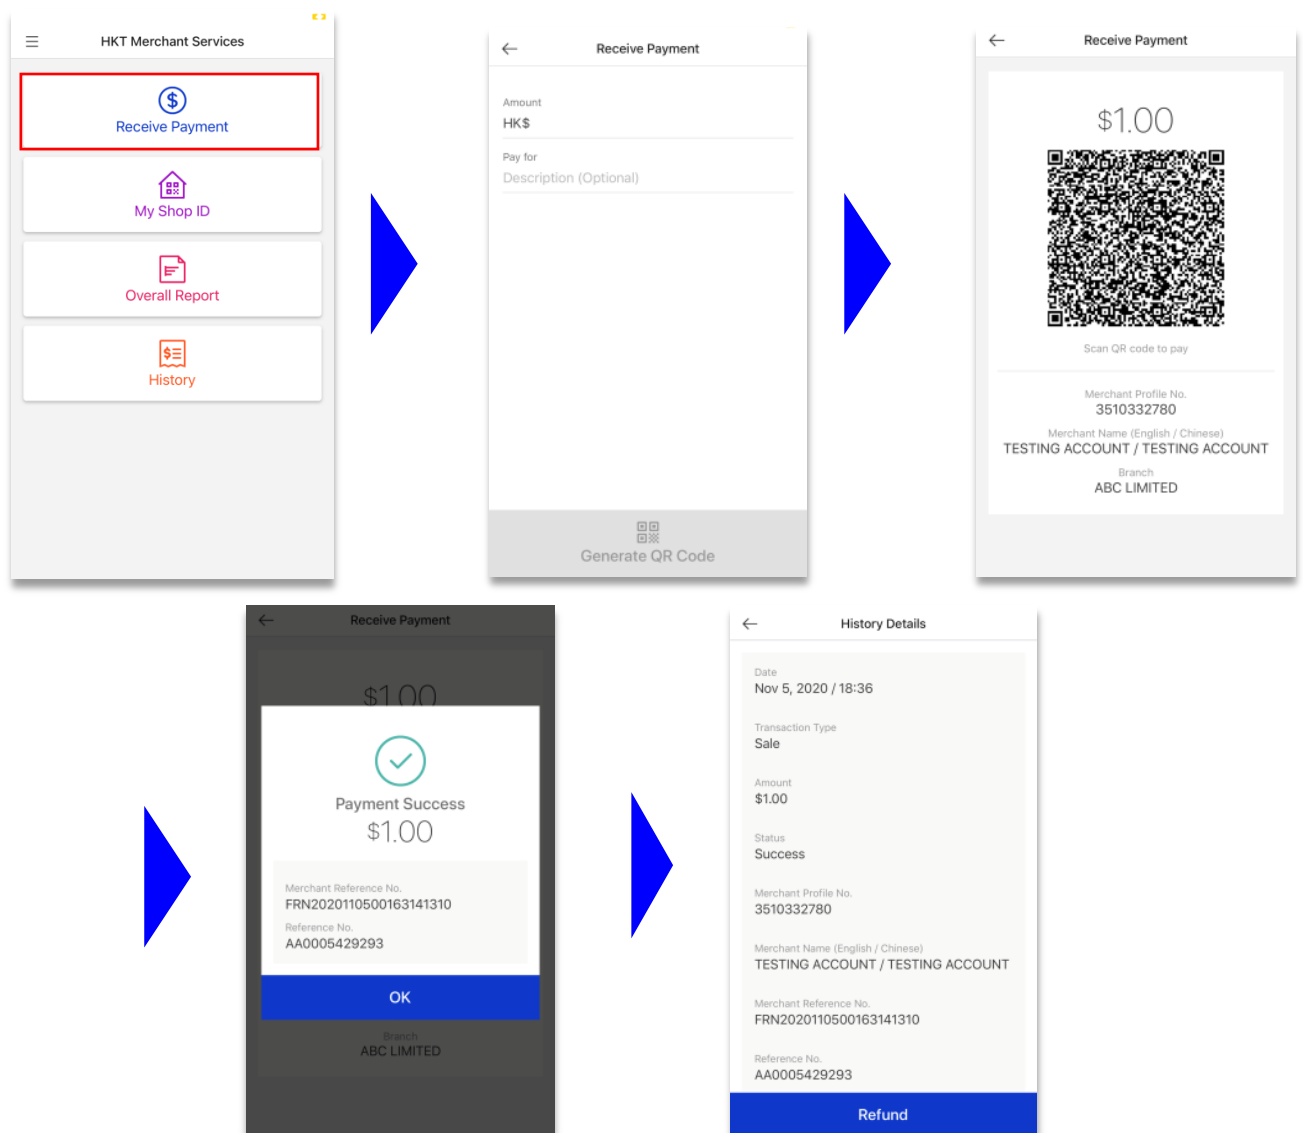 HKT Merchant Services
Receive Payment
My Shop ID
Overall Report
History
Receive Payment
Amount
HK$
Pay for
Description (Optional)
Generate QR Code
Receive Payment
$1.00
Scan QR code to pay
Merchant Profile No.
3510332780
Merchant Name (English / Chinese)
TESTING ACCOUNT / TESTING ACCOUNT
Branch
ABC LIMITED
Receive Payment
$1.00
Payment Success
$1.00
Merchant Reference No.
FRN2020110500163141310
Reference No.
AA0005429293
OK
Branch
ABC LIMITED
History Details
Date
Nov 5, 2020 / 18:36
Transaction Type
Sale
Amount
$1.00
Status
Success
Merchant Profile No.
3510332780
Merchant Name (English / Chinese)
TESTING ACCOUNT / TESTING ACCOUNT
Merchant Reference No.
FRN2020110500163141310
Reference No.
AA0005429293
Refund